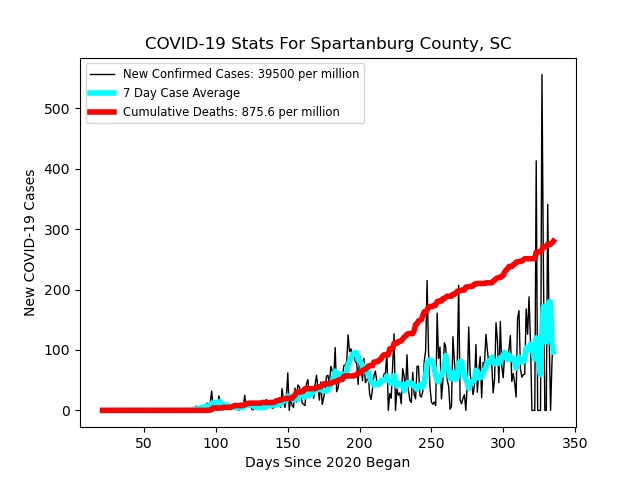 COVID-19 Stats For Spartanburg County, SC
New Confirmed Cases: 39500 per million
7 Day Case Average
Cumulative Deaths: 875.6 per million
New COVID-19 Cases
500
400
300
200
100
0
50 100 150 200 250 300 350
Days Since 2020 Began